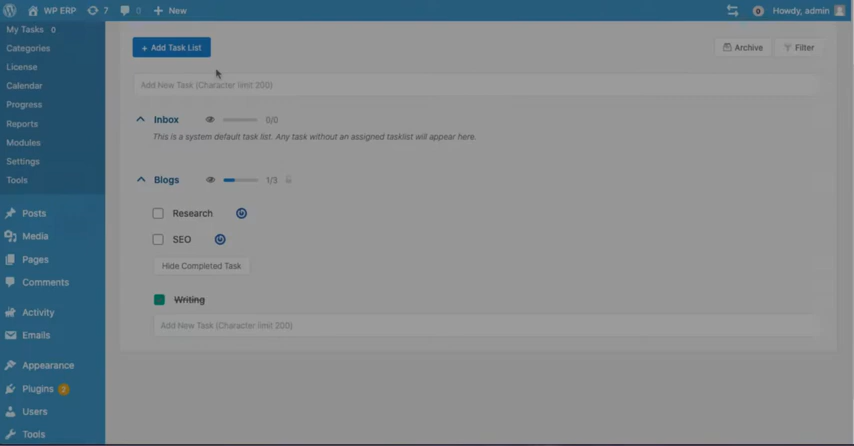 WP ERP 7 0 + New 0 Howdy, admin
My Tasks 0
Categories
License
Calendar
Progress
Reports
Modules
Settings
Tools
Posts
Media
Pages
Comments
Activity
Emails
Appearance
Plugins 2
Users
Tools
+ Add Task List Archive Filter
Add New Task (Character limit 200)
Inbox 0/0
This is a system default task list. Any task without an assigned tasklist will appear here.
Blogs 1/3
Research
SEO
Hide Completed Task
Writing
Add New Task (Character limit 200)